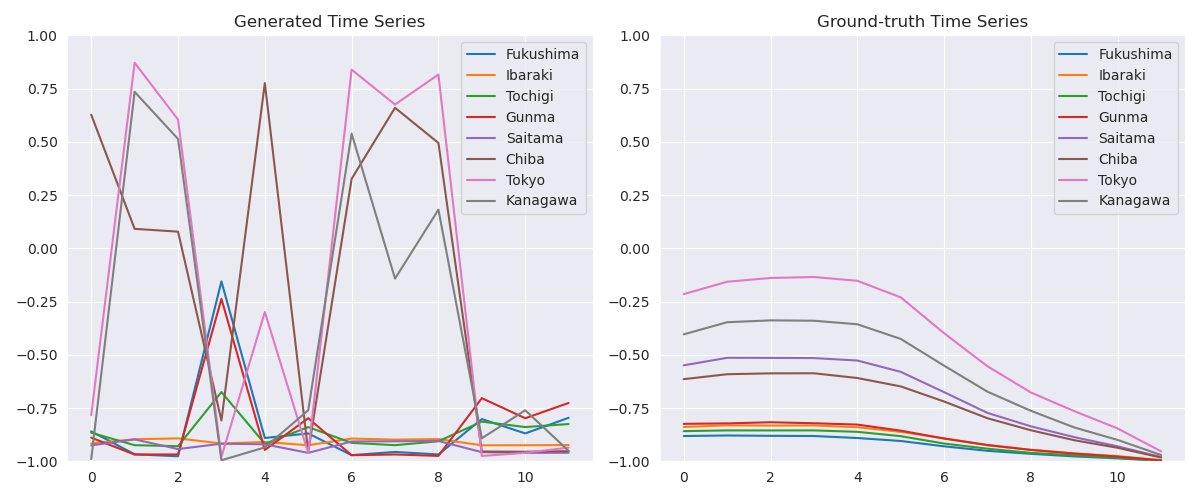 Generated Time Series
1.00
0.75
0.50
0.25
0.00
−0.25
−0.50
−0.75
−1.00
0
2
4
6
8
10
Fukushima
Ibaraki
Tochigi
Gunma
Saitama
Chiba
Tokyo
Kanagawa
Ground-truth Time Series
1.00
0.75
0.50
0.25
0.00
−0.25
−0.50
−0.75
−1.00
0
2
4
6
8
10
Fukushima
Ibaraki
Tochigi
Gunma
Saitama
Chiba
Tokyo
Kanagawa